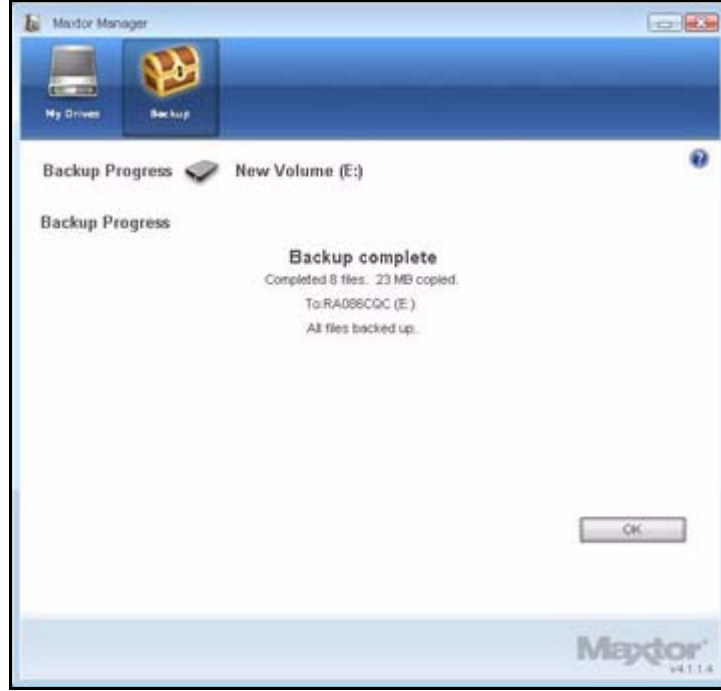 Maxtor Manager
My Drives
Backup
Backup Progress New Volume (E:)
Backup Progress
Backup complete
Completed 8 files. 23 MB copied.
To:RA086CQC (E:)
All files backed up.
OK
Maxtor
v4.1.1.4